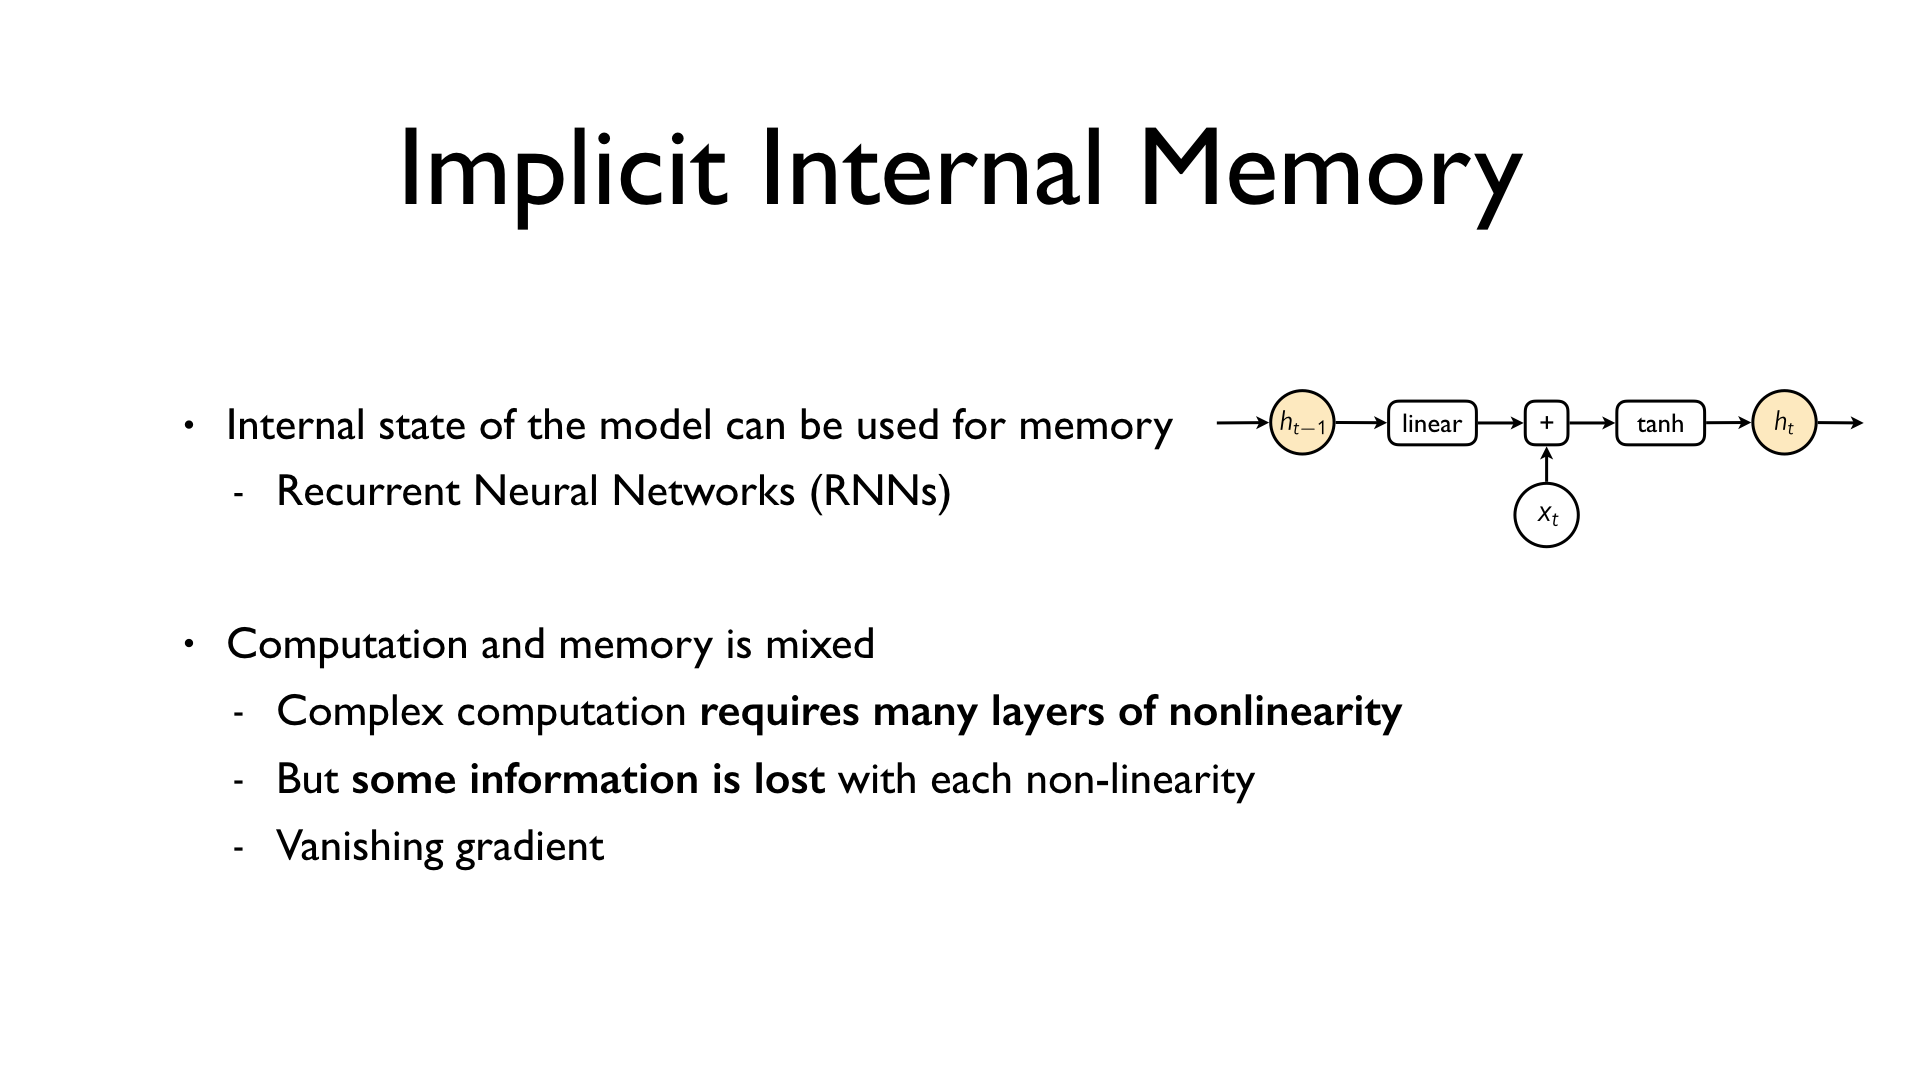 Implicit Internal Memory
• Internal state of the model can be used for memory
- Recurrent Neural Networks (RNNs)
h_{t−1} linear + tanh h_t
x_t
• Computation and memory is mixed
- Complex computation requires many layers of nonlinearity
- But some information is lost with each non-linearity
- Vanishing gradient